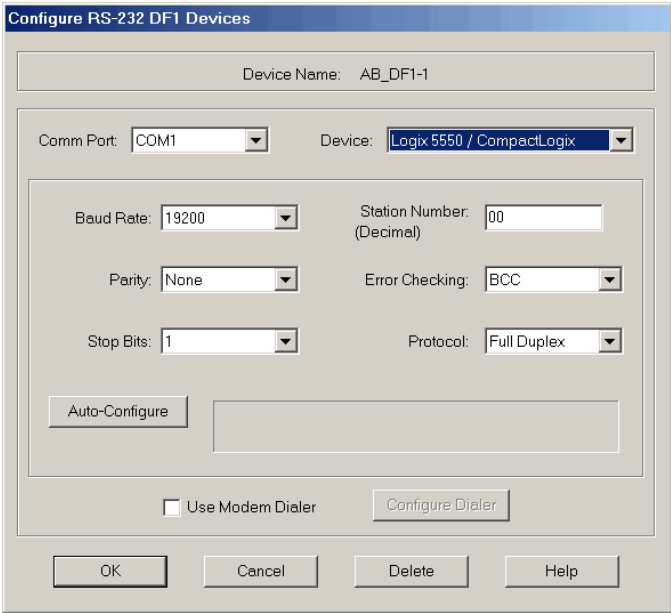 Configure RS-232 DF1 Devices
Device Name: AB_DF1-1
Comm Port: COM1 Device: Logix 5550 / CompactLogix
Baud Rate: 19200 Station Number: 00
(Decimal)
Parity: None Error Checking: BCC
Stop Bits: 1 Protocol: Full Duplex
Auto-Configure
Use Modem Dialer Configure Dialer
OK Cancel Delete Help